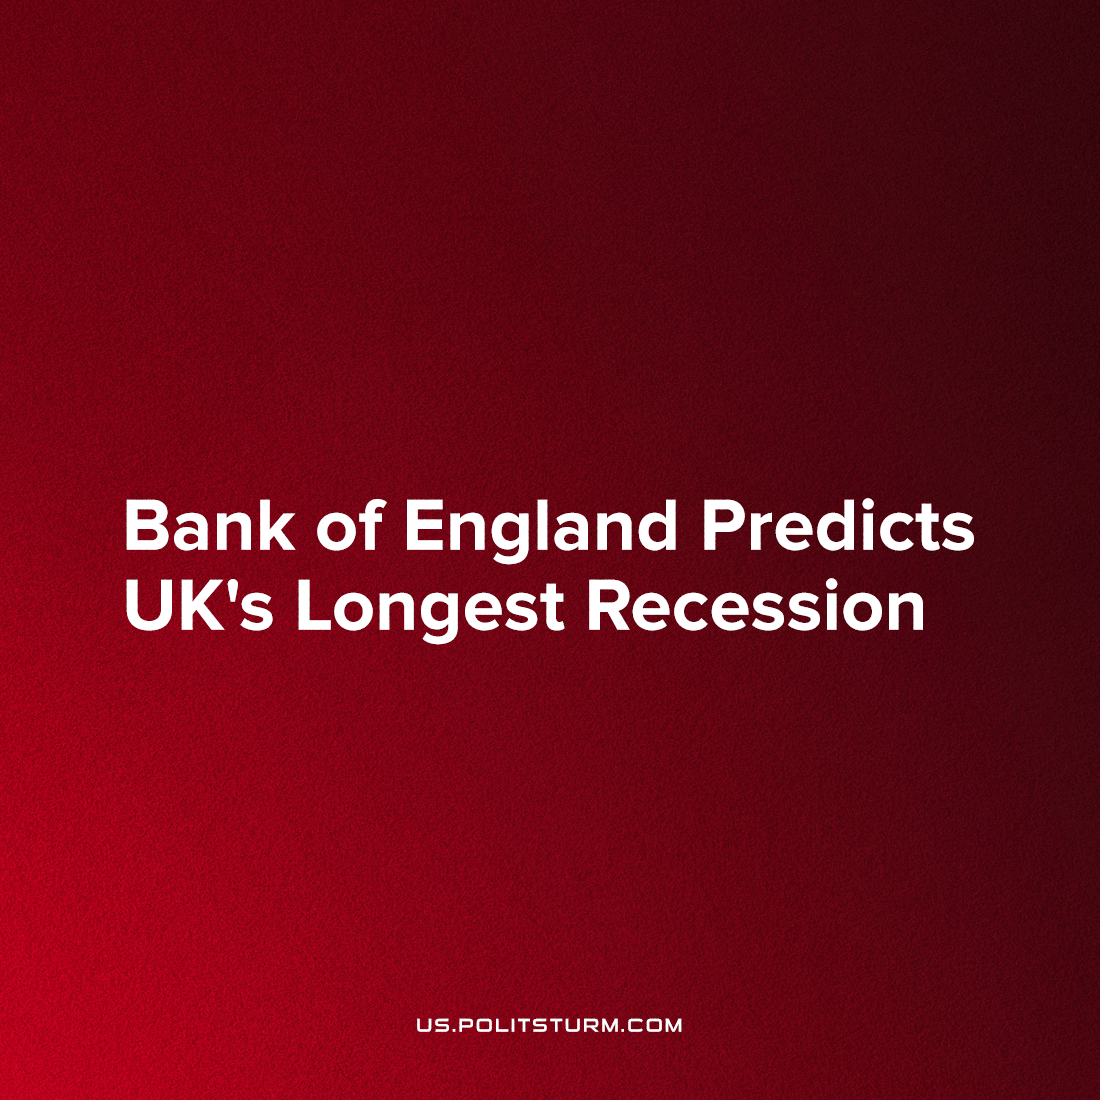 Bank of England Predicts
UK's Longest Recession
US.POLITSTURM.COM